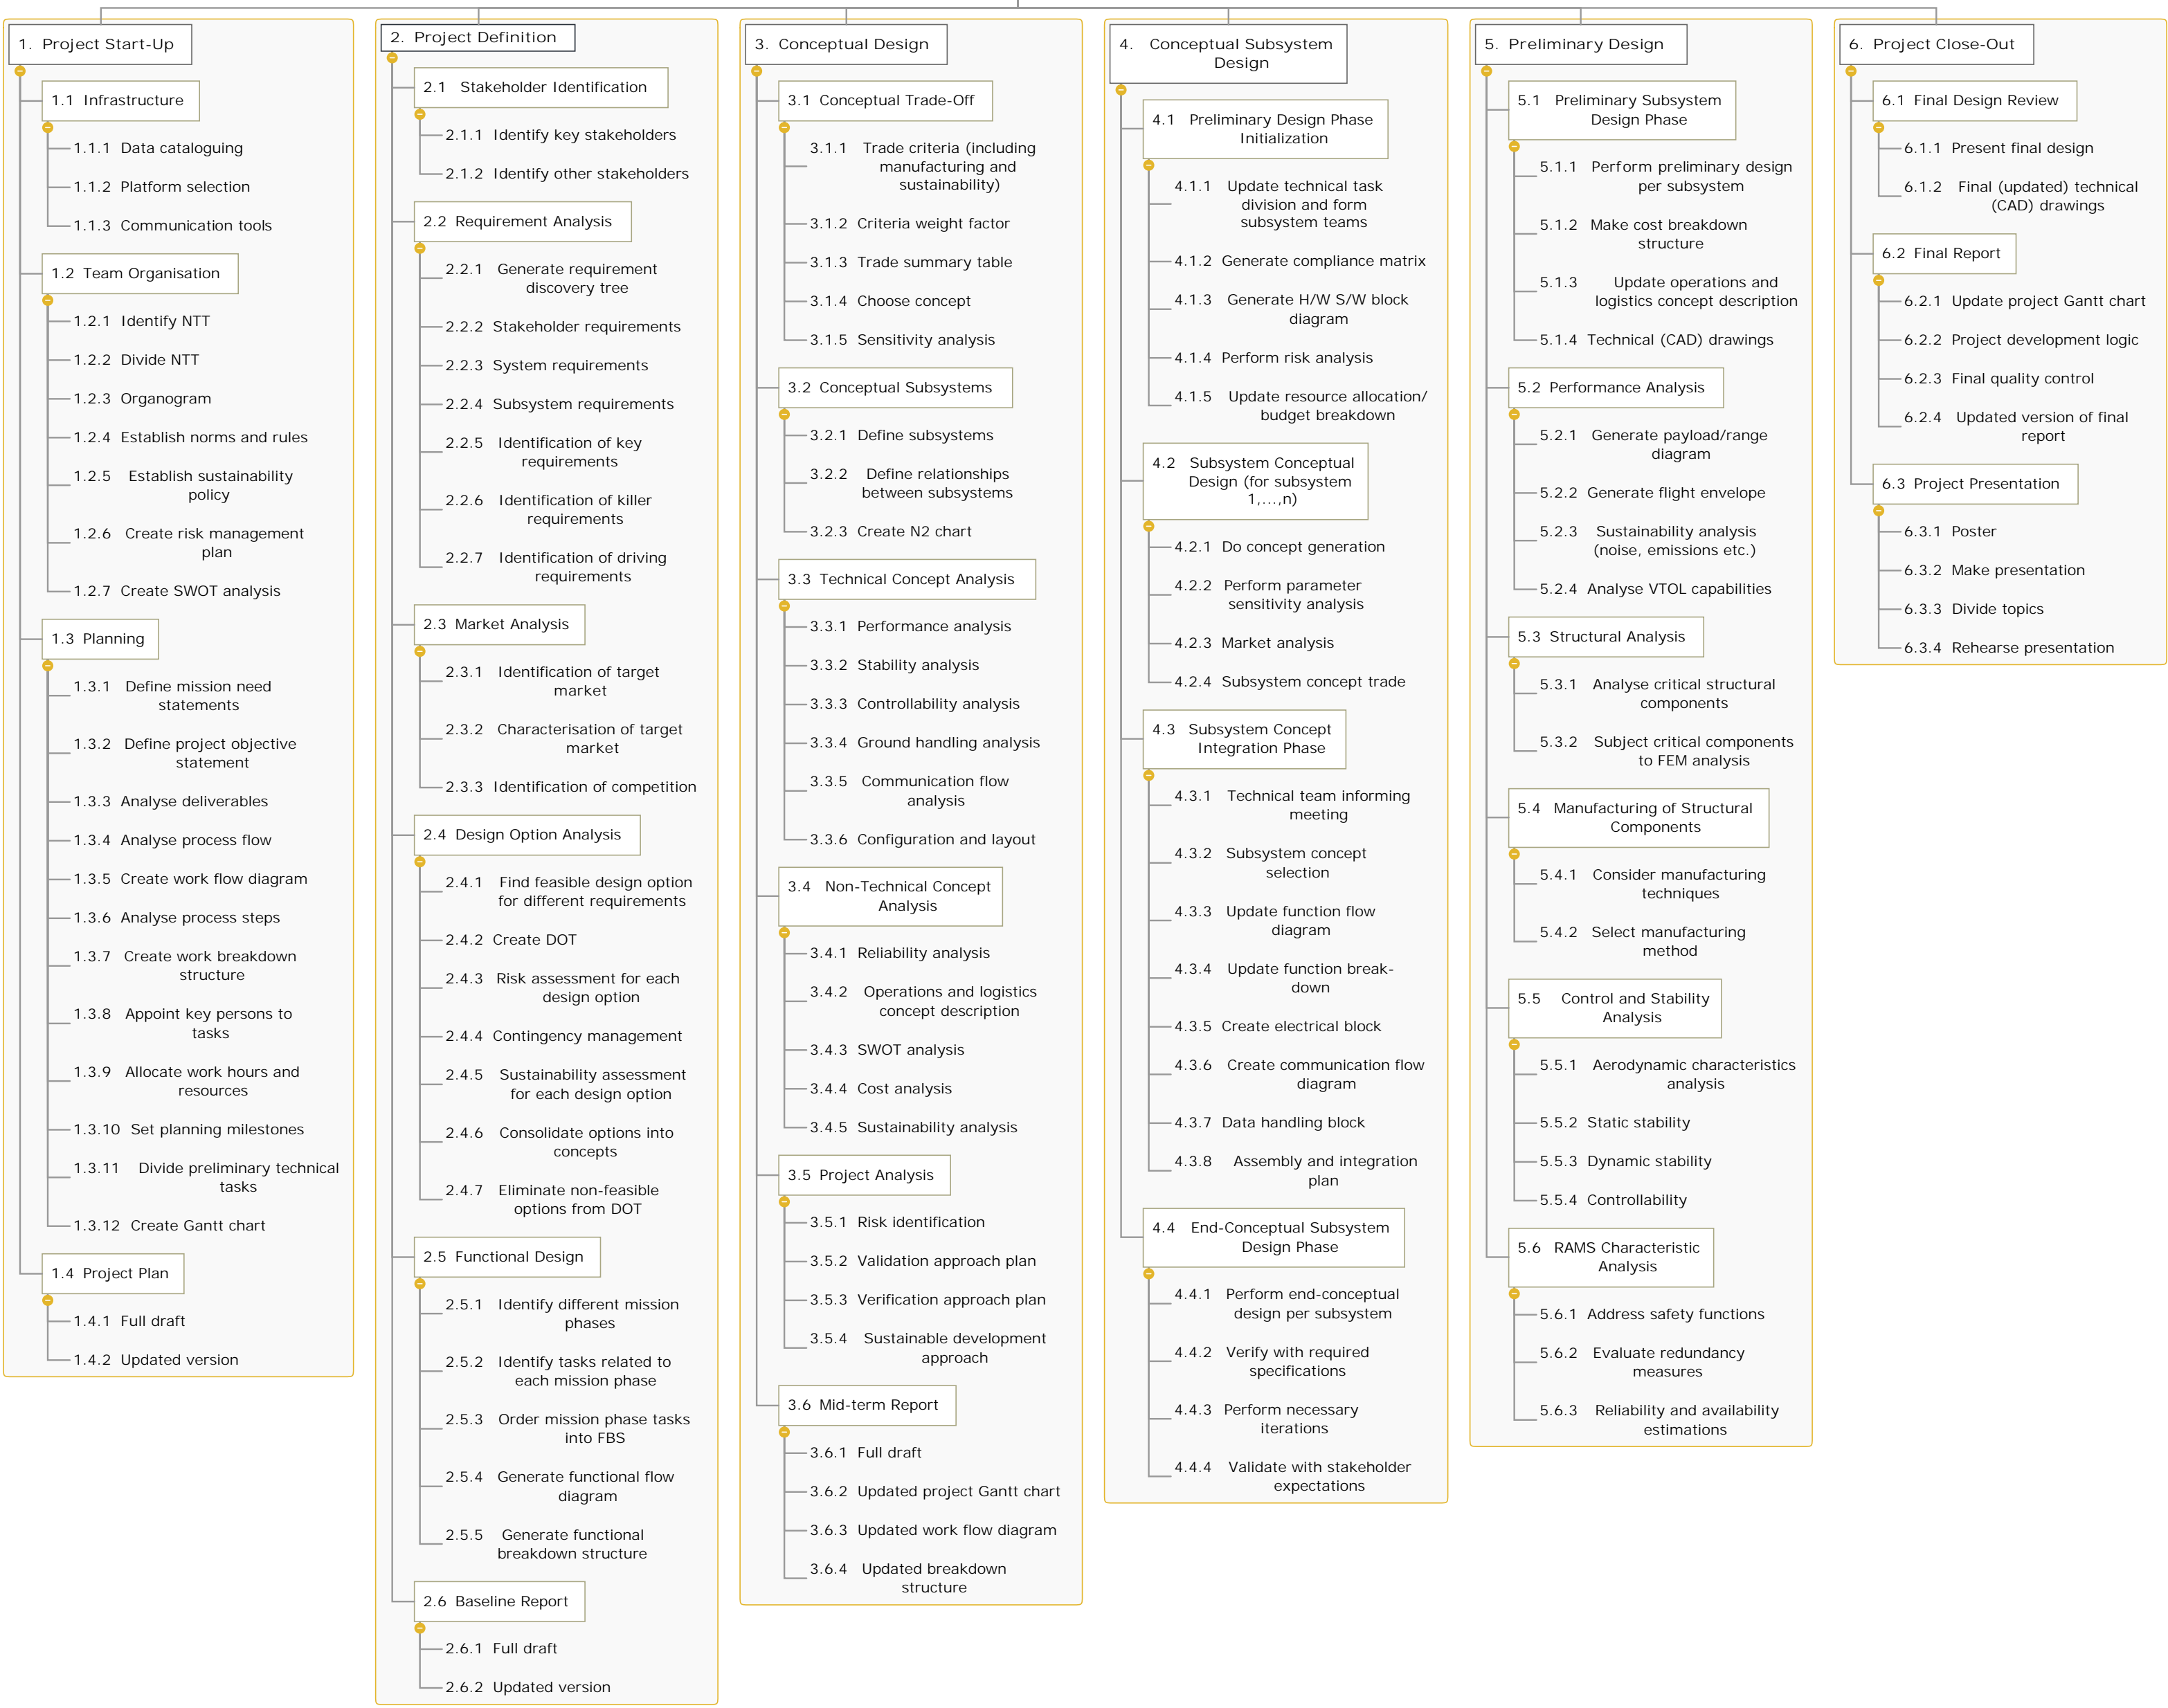 1. Project Start-Up
1.1 Infrastructure
1.1.1 Data cataloguing
1.1.2 Platform selection
1.1.3 Communication tools
1.2 Team Organisation
1.2.1 Identify NTT
1.2.2 Divide NTT
1.2.3 Organogram
1.2.4 Establish norms and rules
1.2.5 Establish sustainability
policy
1.2.6 Create risk management
plan
1.2.7 Create SWOT analysis
1.3 Planning
1.3.1 Define mission need
statements
1.3.2 Define project objective
statement
1.3.3 Analyse deliverables
1.3.4 Analyse process flow
1.3.5 Create work flow diagram
1.3.6 Analyse process steps
1.3.7 Create work breakdown
structure
1.3.8 Appoint key persons to
tasks
1.3.9 Allocate work hours and
resources
1.3.10 Set planning milestones
1.3.11 Divide preliminary technical
tasks
1.3.12 Create Gantt chart
1.4 Project Plan
1.4.1 Full draft
1.4.2 Updated version
2. Project Definition
2.1 Stakeholder Identification
2.1.1 Identify key stakeholders
2.1.2 Identify other stakeholders
2.2 Requirement Analysis
2.2.1 Generate requirement
discovery tree
2.2.2 Stakeholder requirements
2.2.3 System requirements
2.2.4 Subsystem requirements
2.2.5 Identification of key
requirements
2.2.6 Identification of killer
requirements
2.2.7 Identification of driving
requirements
2.3 Market Analysis
2.3.1 Identification of target
market
2.3.2 Characterisation of target
market
2.3.3 Identification of competition
2.4 Design Option Analysis
2.4.1 Find feasible design option
for different requirements
2.4.2 Create DOT
2.4.3 Risk assessment for each
design option
2.4.4 Contingency management
2.4.5 Sustainability assessment
for each design option
2.4.6 Consolidate options into
concepts
2.4.7 Eliminate non-feasible
options from DOT
2.5 Functional Design
2.5.1 Identify different mission
phases
2.5.2 Identify tasks related to
each mission phase
2.5.3 Order mission phase tasks
into FBS
2.5.4 Generate functional flow
diagram
2.5.5 Generate functional
breakdown structure
2.6 Baseline Report
2.6.1 Full draft
2.6.2 Updated version
3. Conceptual Design
3.1 Conceptual Trade-Off
3.1.1 Trade criteria (including
manufacturing and
sustainability)
3.1.2 Criteria weight factor
3.1.3 Trade summary table
3.1.4 Choose concept
3.1.5 Sensitivity analysis
3.2 Conceptual Subsystems
3.2.1 Define subsystems
3.2.2 Define relationships
between subsystems
3.2.3 Create N2 chart
3.3 Technical Concept Analysis
3.3.1 Performance analysis
3.3.2 Stability analysis
3.3.3 Controllability analysis
3.3.4 Ground handling analysis
3.3.5 Communication flow
analysis
3.3.6 Configuration and layout
3.4 Non-Technical Concept
Analysis
3.4.1 Reliability analysis
3.4.2 Operations and logistics
concept description
3.4.3 SWOT analysis
3.4.4 Cost analysis
3.4.5 Sustainability analysis
3.5 Project Analysis
3.5.1 Risk identification
3.5.2 Validation approach plan
3.5.3 Verification approach plan
3.5.4 Sustainable development
approach
3.6 Mid-term Report
3.6.1 Full draft
3.6.2 Updated project Gantt chart
3.6.3 Updated work flow diagram
3.6.4 Updated breakdown
structure
4. Conceptual Subsystem
Design
4.1 Preliminary Design Phase
Initialization
4.1.1 Update technical task
division and form
subsystem teams
4.1.2 Generate compliance matrix
4.1.3 Generate H/W S/W block
diagram
4.1.4 Perform risk analysis
4.1.5 Update resource allocation/
budget breakdown
4.2 Subsystem Conceptual
Design (for subsystem
1,...,n)
4.2.1 Do concept generation
4.2.2 Perform parameter
sensitivity analysis
4.2.3 Market analysis
4.2.4 Subsystem concept trade
4.3 Subsystem Concept
Integration Phase
4.3.1 Technical team informing
meeting
4.3.2 Subsystem concept
selection
4.3.3 Update function flow
diagram
4.3.4 Update function break-
down
4.3.5 Create electrical block
4.3.6 Create communication flow
diagram
4.3.7 Data handling block
4.3.8 Assembly and integration
plan
4.4 End-Conceptual Subsystem
Design Phase
4.4.1 Perform end-conceptual
design per subsystem
4.4.2 Verify with required
specifications
4.4.3 Perform necessary
iterations
4.4.4 Validate with stakeholder
expectations
5. Preliminary Design
5.1 Preliminary Subsystem
Design Phase
5.1.1 Perform preliminary design
per subsystem
5.1.2 Make cost breakdown
structure
5.1.3 Update operations and
logistics concept description
5.1.4 Technical (CAD) drawings
5.2 Performance Analysis
5.2.1 Generate payload/range
diagram
5.2.2 Generate flight envelope
5.2.3 Sustainability analysis
(noise, emissions etc.)
5.2.4 Analyse VTOL capabilities
5.3 Structural Analysis
5.3.1 Analyse critical structural
components
5.3.2 Subject critical components
to FEM analysis
5.4 Manufacturing of Structural
Components
5.4.1 Consider manufacturing
techniques
5.4.2 Select manufacturing
method
5.5 Control and Stability
Analysis
5.5.1 Aerodynamic characteristics
analysis
5.5.2 Static stability
5.5.3 Dynamic stability
5.5.4 Controllability
5.6 RAMS Characteristic
Analysis
5.6.1 Address safety functions
5.6.2 Evaluate redundancy
measures
5.6.3 Reliability and availability
estimations
6. Project Close-Out
6.1 Final Design Review
6.1.1 Present final design
6.1.2 Final (updated) technical
(CAD) drawings
6.2 Final Report
6.2.1 Update project Gantt chart
6.2.2 Project development logic
6.2.3 Final quality control
6.2.4 Updated version of final
report
6.3 Project Presentation
6.3.1 Poster
6.3.2 Make presentation
6.3.3 Divide topics
6.3.4 Rehearse presentation